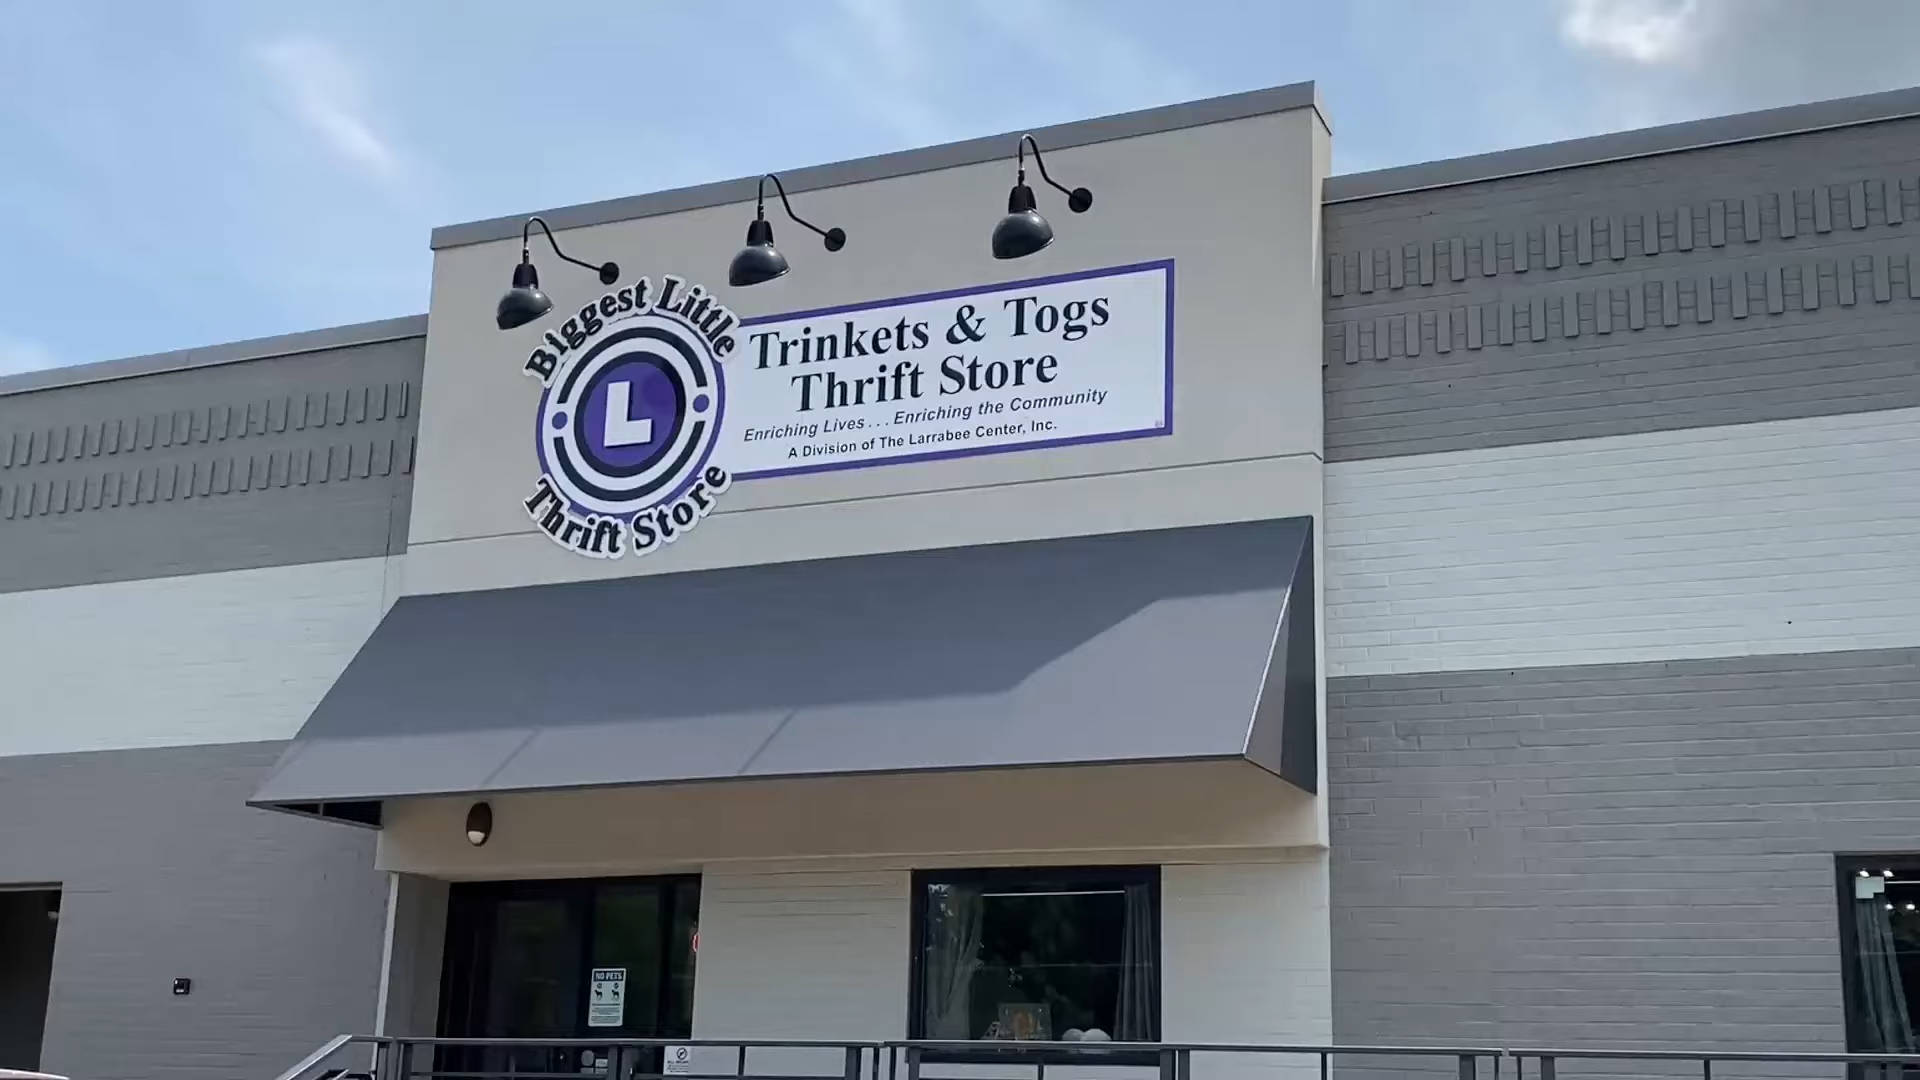 Biggest Little
L
Thrift Store
Trinkets & Togs
Thrift Store
Enriching Lives... Enriching the Community
A Division of The Larrabee Center, Inc.
NO PETS